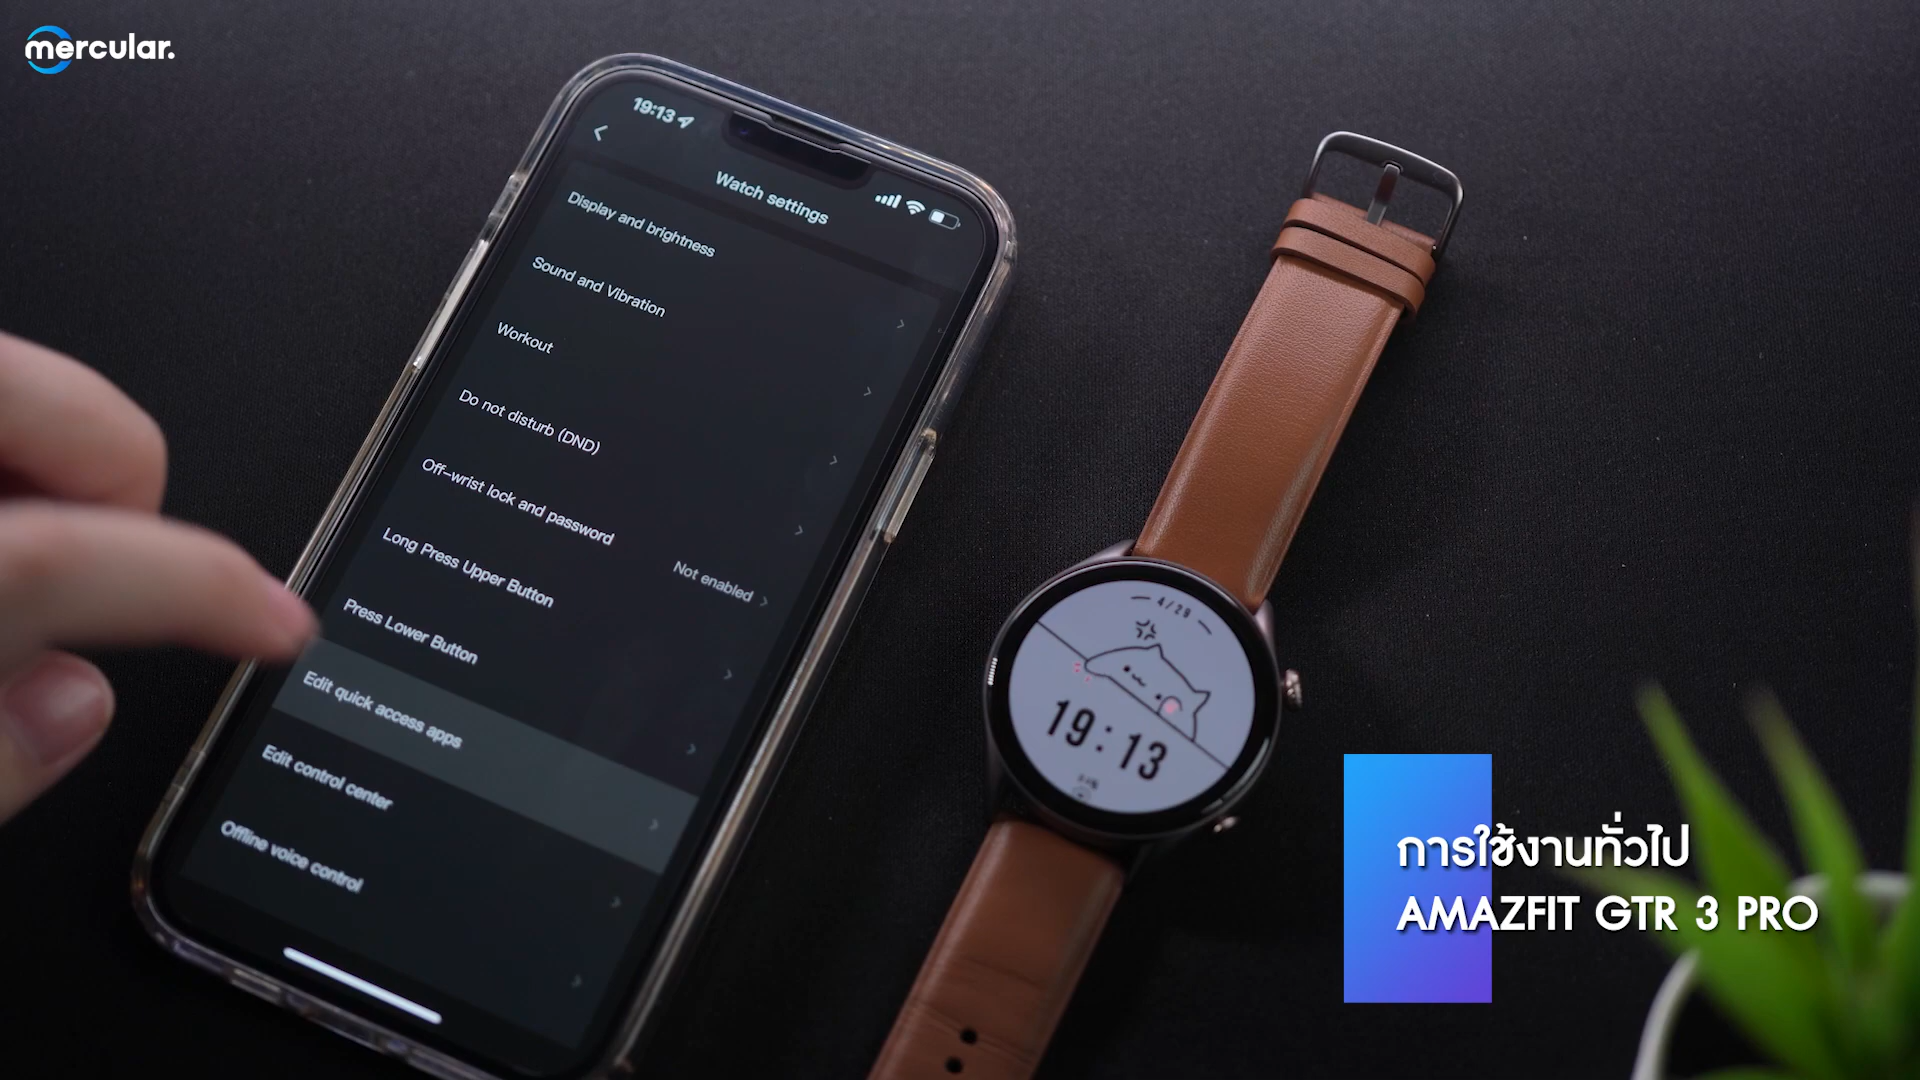 mercular.
19:13
Watch settings
Display and brightness
Sound and Vibration
Workout
Do not disturb (DND)
Off-wrist lock and password
Not enabled
Long Press Upper Button
Press Lower Button
Edit quick access apps
Edit control center
Offline voice control
4/29
19:13
การใช้งานทั่วไป
AMAZFIT GTR 3 PRO